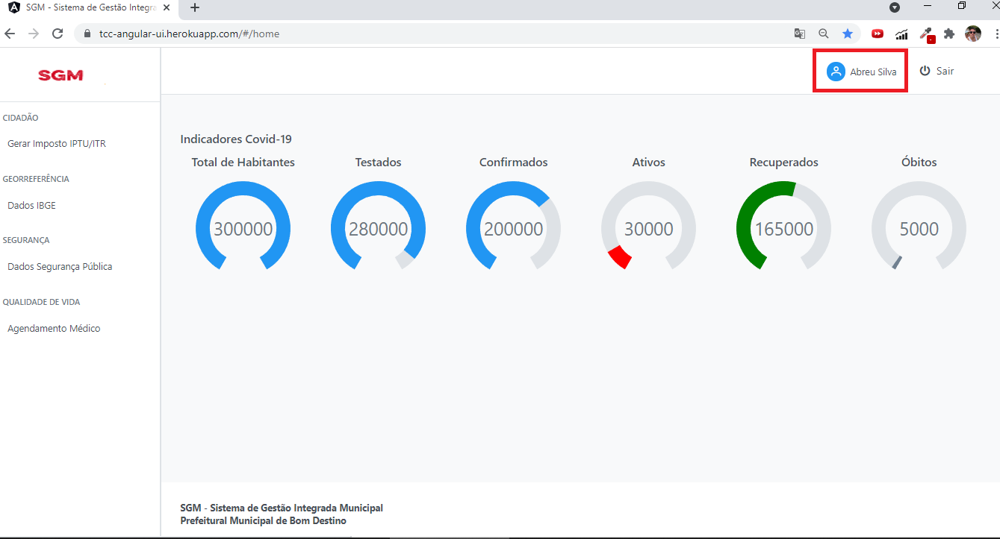 SGM - Sistema de Gestão Integra
tcc-angular-ui.herokuapp.com/#/home
SGM
Abreu Silva
Sair
CIDADÃO
Gerar Imposto IPTU/ITR
GEORREFERÊNCIA
Dados IBGE
SEGURANÇA
Dados Segurança Pública
QUALIDADE DE VIDA
Agendamento Médico
Indicadores Covid-19
Total de Habitantes
Testados
Confirmados
Ativos
Recuperados
Óbitos
300000
280000
200000
30000
165000
5000
SGM - Sistema de Gestão Integrada Municipal
Prefeitural Municipal de Bom Destino